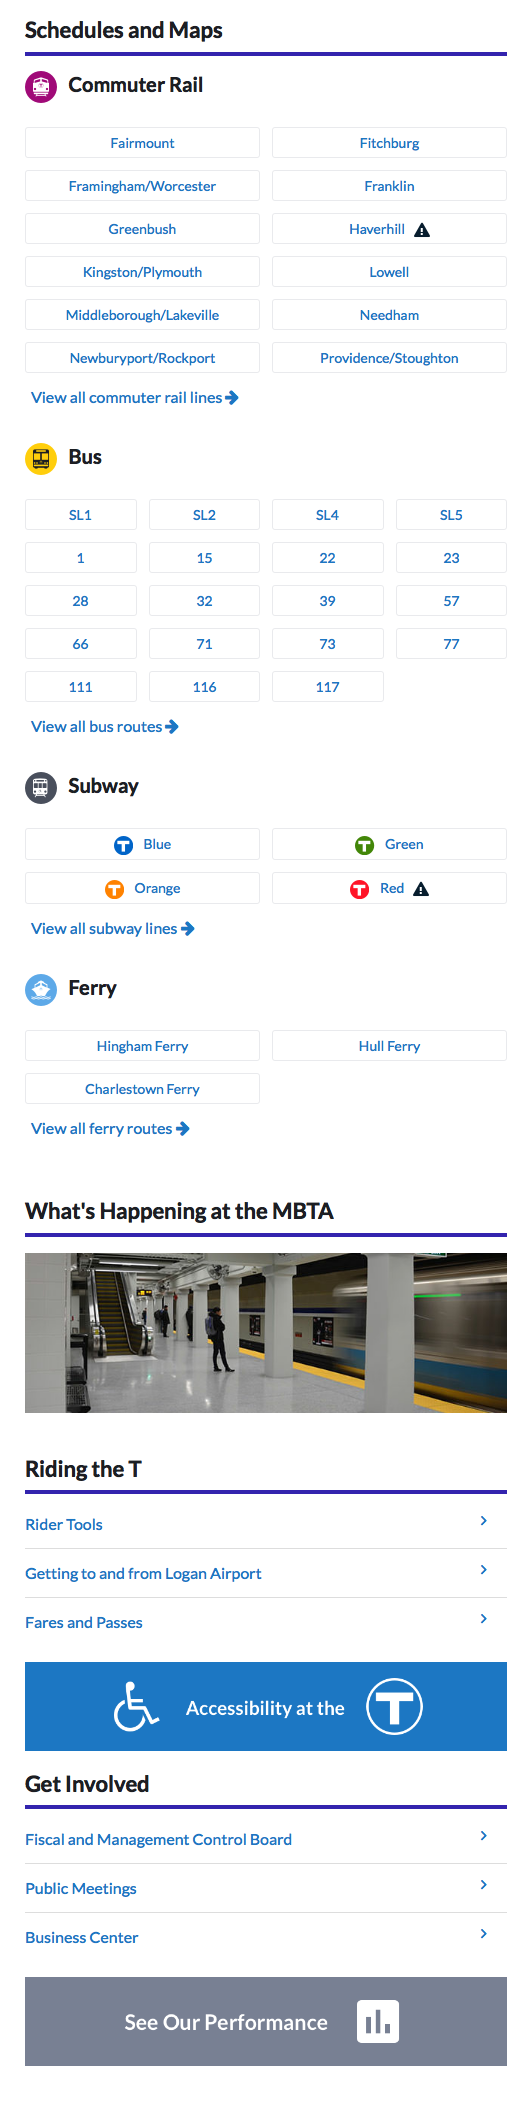 Schedules and Maps
Commuter Rail
Fairmount
Fitchburg
Framingham/Worcester
Franklin
Greenbush
Haverhill
Kingston/Plymouth
Lowell
Middleborough/Lakeville
Needham
Newburyport/Rockport
Providence/Stoughton
View all commuter rail lines
Bus
SL1
SL2
SL4
SL5
1
15
22
23
28
32
39
57
66
71
73
77
111
116
117
View all bus routes
Subway
T Blue
T Green
T Orange
T Red
View all subway lines
Ferry
Hingham Ferry
Hull Ferry
Charlestown Ferry
View all ferry routes
What's Happening at the MBTA
Riding the T
Rider Tools
Getting to and from Logan Airport
Fares and Passes
Accessibility at the T
Get Involved
Fiscal and Management Control Board
Public Meetings
Business Center
See Our Performance